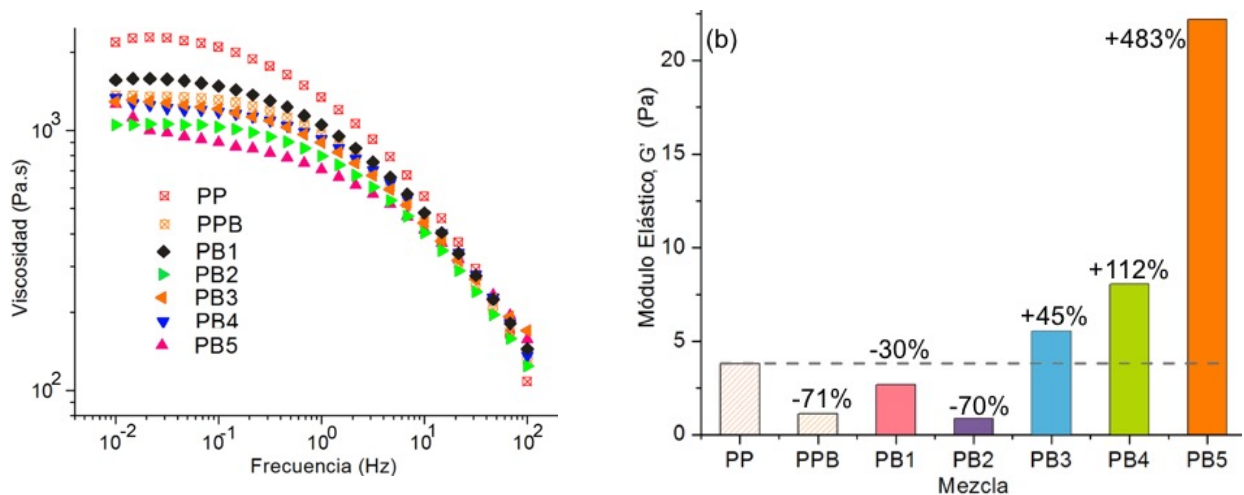 10³
10²
Viscosidad (Pa.s)
PP
PPB
PB1
PB2
PB3
PB4
PB5
10⁻² 10⁻¹ 10⁰ 10¹ 10²
Frecuencia (Hz)
(b)
+483%
+112%
+45%
-30%
-71%
-70%
20
15
10
5
0
Módulo Elástico, G' (Pa)
PP PPB PB1 PB2 PB3 PB4 PB5
Mezcla